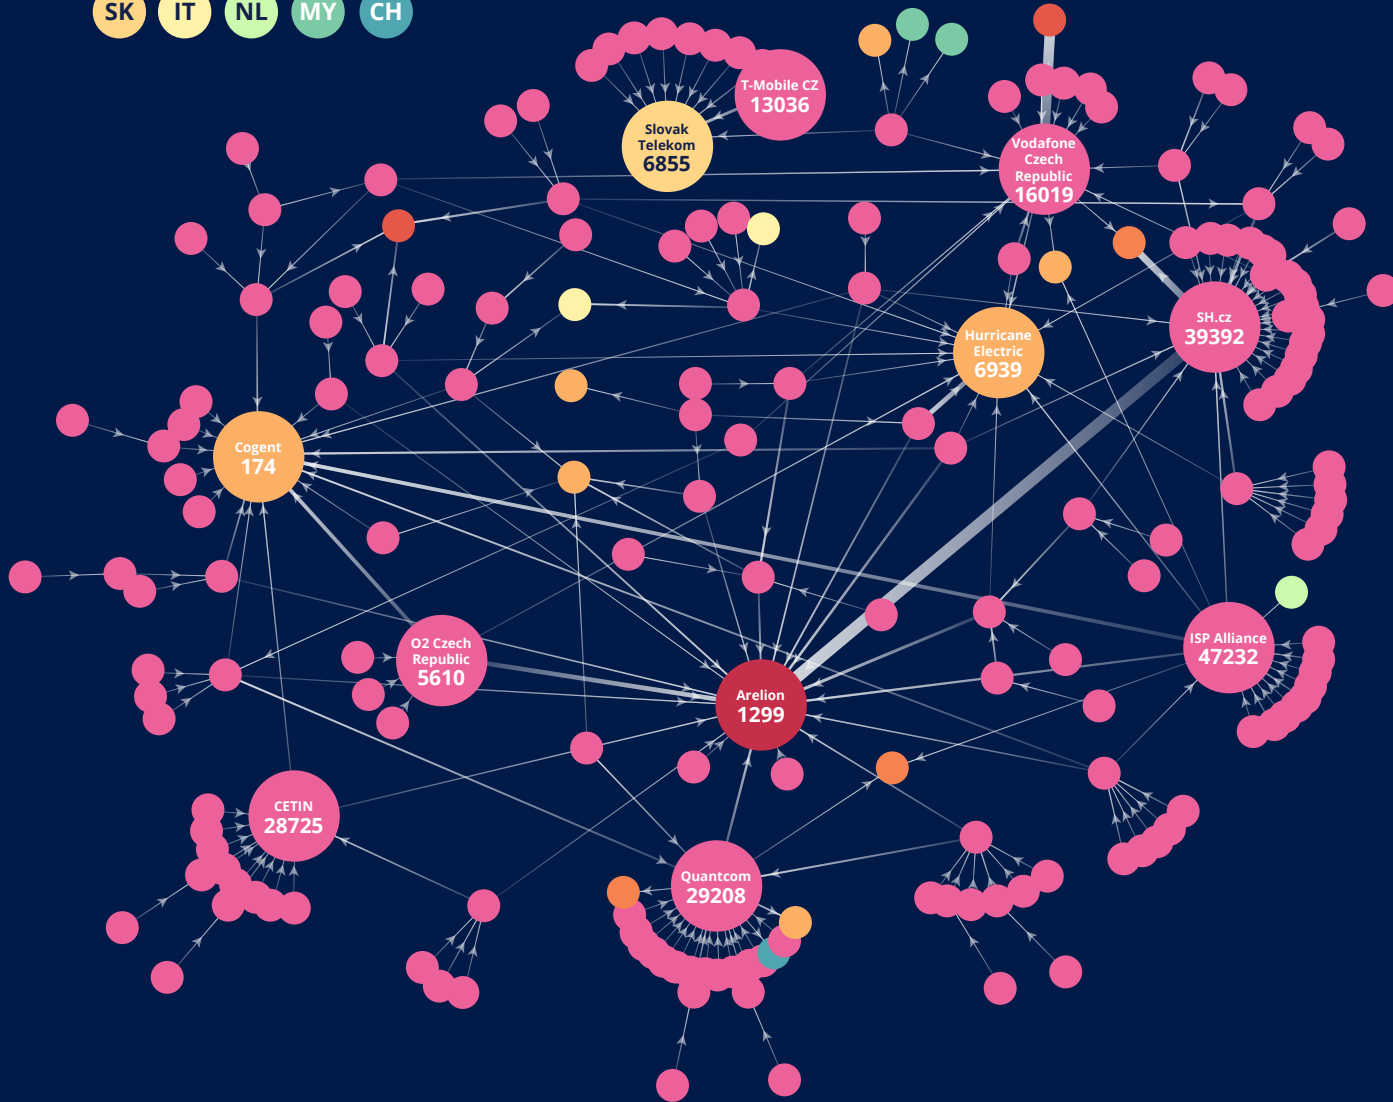 SK IT NL MY CH
T-Mobile CZ
13036
Slovak
Telekom
6855
Vodafone
Czech
Republic
16019
SH.cz
39392
Hurricane
Electric
6939
Cogent
174
O2 Czech
Republic
5610
ISP Alliance
47232
Arelion
1299
CETIN
28725
Quantcom
29208